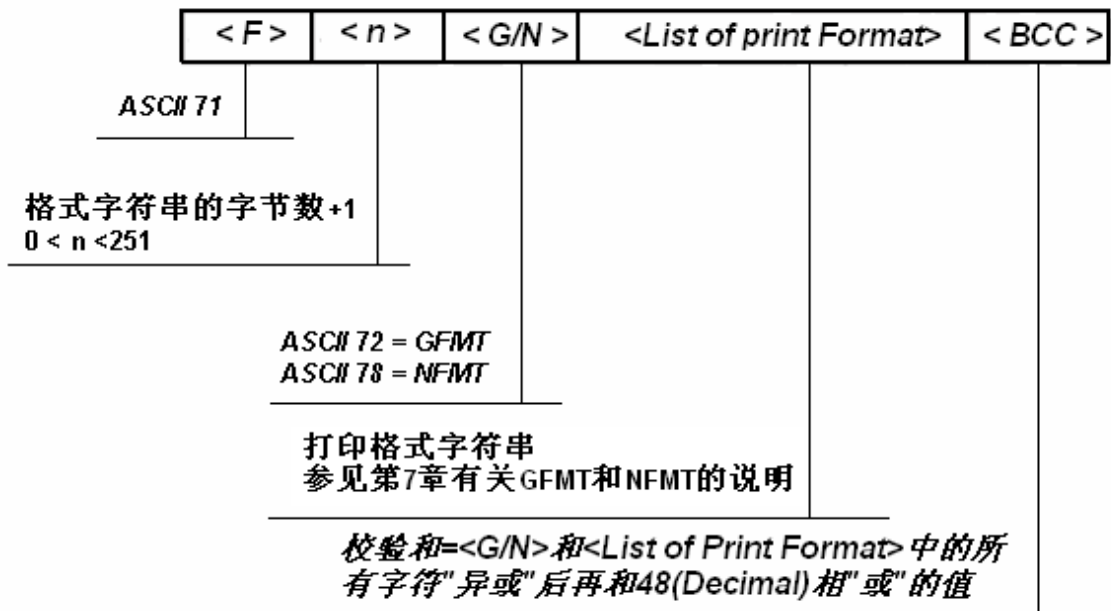 <F> <n> <G/N> <List of print Format> <BCC>
ASCII 71
格式字符串的字节数+1
0 < n <251
ASCII 72 = GFMT
ASCII 78 = NFMT
打印格式字符串
参见第7章有关GFMT和NFMT的说明
校验和=<G/N>和<List of Print Format>中的所
有字符"异或"后再和48(Decimal)相"或"的值